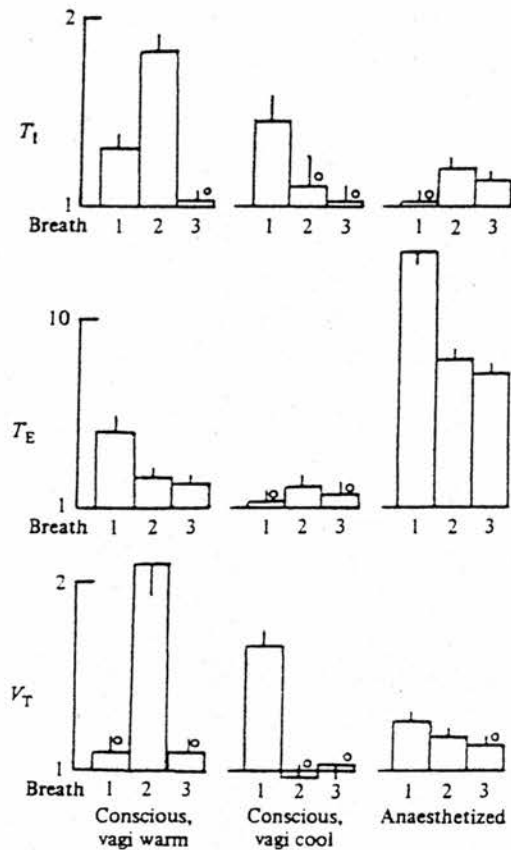 2
T_I
1
Breath 1 2 3 1 2 3 1 2 3
10
T_E
1
Breath 1 2 3 1 2 3 1 2 3
2
V_T
1
Breath 1 2 3 1 2 3 1 2 3
Conscious, Conscious, Anaesthetized
vagi warm vagi cool